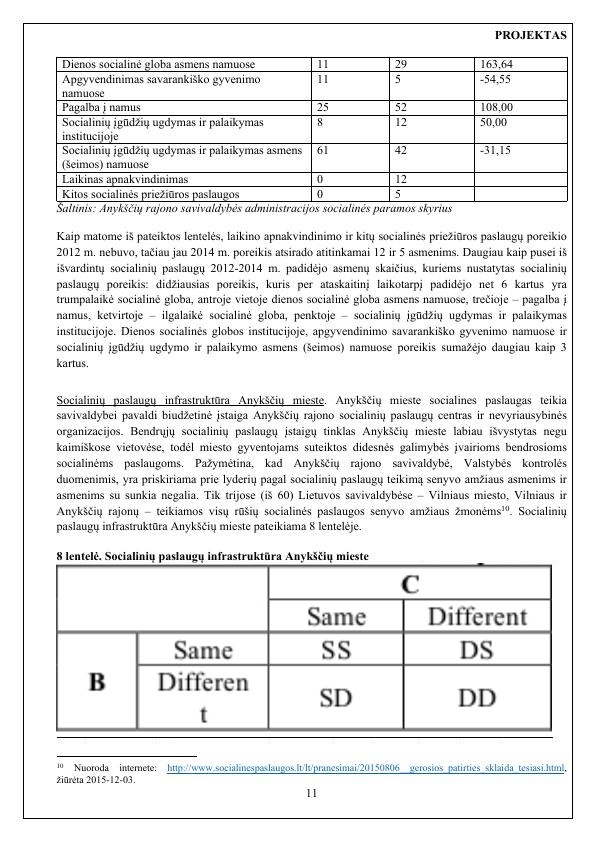 PROJEKTAS
Dienos socialinė globa asmens namuose 11 29 163,64
Apgyvendinimas savarankiško gyvenimo 11 5 -54,55
namuose
Pagalba į namus 25 52 108,00
Socialinių įgūdžių ugdymas ir palaikymas 8 12 50,00
institucijoje
Socialinių įgūdžių ugdymas ir palaikymas asmens 61 42 -31,15
(šeimos) namuose
Laikinas apnakvindinimas 0 12
Kitos socialinės priežiūros paslaugos 0 5
Šaltinis: Anykščių rajono savivaldybės administracijos socialinės paramos skyrius
Kaip matome iš pateiktos lentelės, laikino apnakvindinimo ir kitų socialinės priežiūros paslaugų poreikio
2012 m. nebuvo, tačiau jau 2014 m. poreikis atsirado atitinkamai 12 ir 5 asmenims. Daugiau kaip pusei iš
išvardintų socialinių paslaugų 2012-2014 m. padidėjo asmenų skaičius, kuriems nustatytas socialinių
paslaugų poreikis: didžiausias poreikis, kuris per ataskaitinį laikotarpį padidėjo net 6 kartus yra
trumpalaikė socialinė globa, antroje vietoje dienos socialinė globa asmens namuose, trečioje – pagalba į
namus, ketvirtoje – ilgalaikė socialinė globa, penktoje – socialinių įgūdžių ugdymas ir palaikymas
institucijoje. Dienos socialinės globos institucijoje, apgyvendinimo savarankiško gyvenimo namuose ir
socialinių įgūdžių ugdymo ir palaikymo asmens (šeimos) namuose poreikis sumažėjo daugiau kaip 3
kartus.
Socialinių paslaugų infrastruktūra Anykščių mieste. Anykščių mieste socialines paslaugas teikia
savivaldybei pavaldi biudžetinė įstaiga Anykščių rajono socialinių paslaugų centras ir nevyriausybinės
organizacijos. Bendrųjų socialinių paslaugų įstaigų tinklas Anykščių mieste labiau išvystytas negu
kaimiškose vietovėse, todėl miesto gyventojams suteiktos didesnės galimybės įvairioms bendrosioms
socialinėms paslaugoms. Pažymėtina, kad Anykščių rajono savivaldybė, Valstybės kontrolės
duomenimis, yra priskiriama prie lyderių pagal socialinių paslaugų teikimą senyvo amžiaus asmenims ir
asmenims su sunkia negalia. Tik trijose (iš 60) Lietuvos savivaldybėse – Vilniaus miesto, Vilniaus ir
Anykščių rajonų – teikiamos visų rūšių socialinės paslaugos senyvo amžiaus žmonėms10. Socialinių
paslaugų infrastruktūra Anykščių mieste pateikiama 8 lentelėje.
8 lentelė. Socialinių paslaugų infrastruktūra Anykščių mieste
C
Same Different
Same SS DS
B Differen SD DD
t
10 Nuoroda internete: http://www.socialinespaslaugos.lt/lt/pranesimai/20150806__gerosios_patirties_sklaida_tesiasi.html,
žiūrėta 2015-12-03.
11